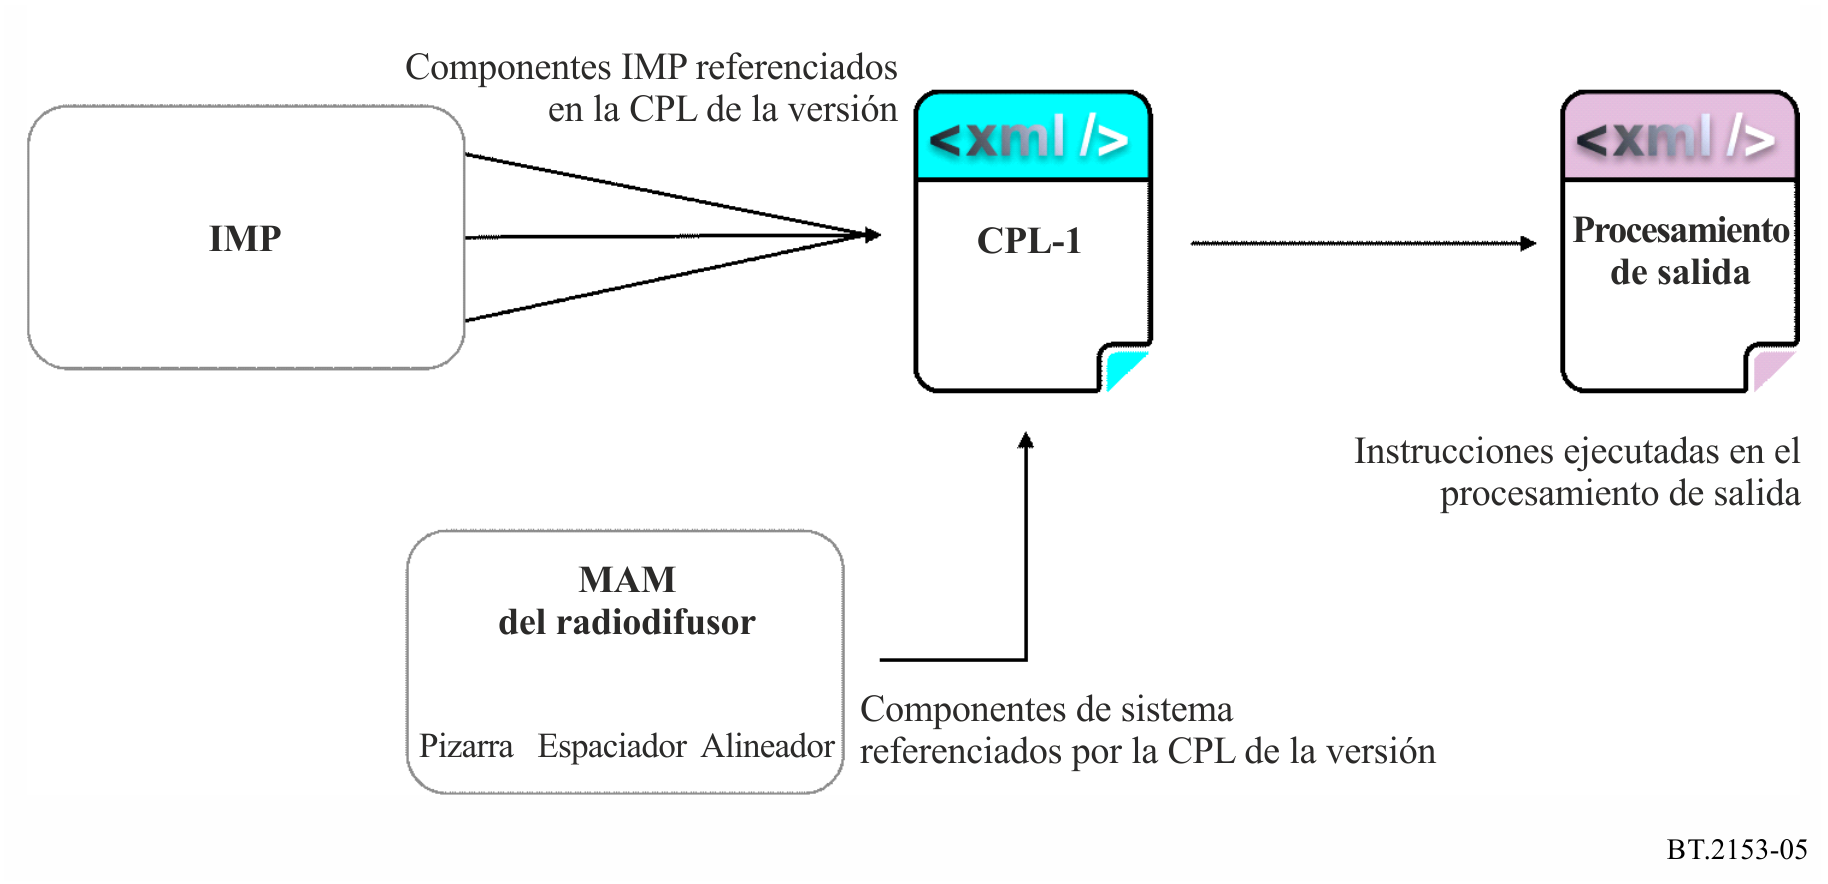 Componentes IMP referenciados
en la CPL de la versión
IMP
<xml />
CPL-1
<xml />
Procesamiento
de salida
Instrucciones ejecutadas en el
procesamiento de salida
MAM
del radiodifusor
Pizarra Espaciador Alineador
Componentes de sistema
referenciados por la CPL de la versión
BT.2153-05